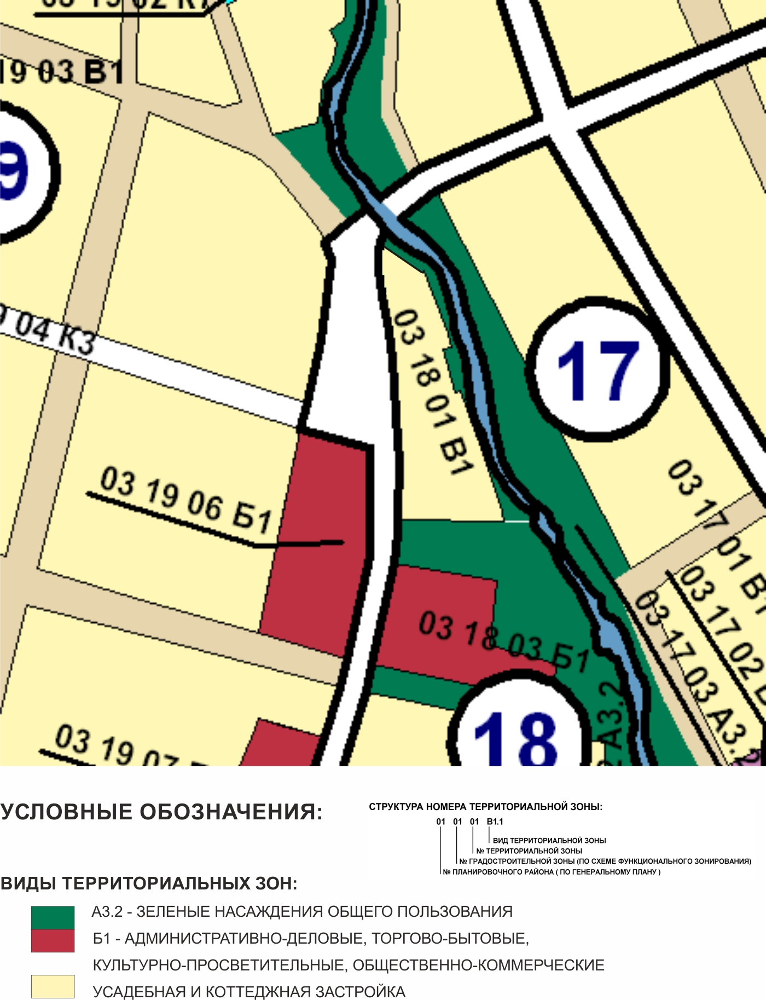 19 03 В1
9
04 К3
17
03 18 01 В1
03 19 06 Б1
03 17 01 В1
03 17 02
03 17 03 А3.2
03 18 03 Б1
А3.2
18
03 19 07
УСЛОВНЫЕ ОБОЗНАЧЕНИЯ:
СТРУКТУРА НОМЕРА ТЕРРИТОРИАЛЬНОЙ ЗОНЫ:
01 01 01 В1.1
ВИД ТЕРРИТОРИАЛЬНОЙ ЗОНЫ
№ ТЕРРИТОРИАЛЬНОЙ ЗОНЫ
№ ГРАДОСТРОИТЕЛЬНОЙ ЗОНЫ (ПО СХЕМЕ ФУНКЦИОНАЛЬНОГО ЗОНИРОВАНИЯ)
№ ПЛАНИРОВОЧНОГО РАЙОНА ( ПО ГЕНЕРАЛЬНОМУ ПЛАНУ )
ВИДЫ ТЕРРИТОРИАЛЬНЫХ ЗОН:
А3.2 - ЗЕЛЕНЫЕ НАСАЖДЕНИЯ ОБЩЕГО ПОЛЬЗОВАНИЯ
Б1 - АДМИНИСТРАТИВНО-ДЕЛОВЫЕ, ТОРГОВО-БЫТОВЫЕ,
КУЛЬТУРНО-ПРОСВЕТИТЕЛЬНЫЕ, ОБЩЕСТВЕННО-КОММЕРЧЕСКИЕ
УСАДЕБНАЯ И КОТТЕДЖНАЯ ЗАСТРОЙКА